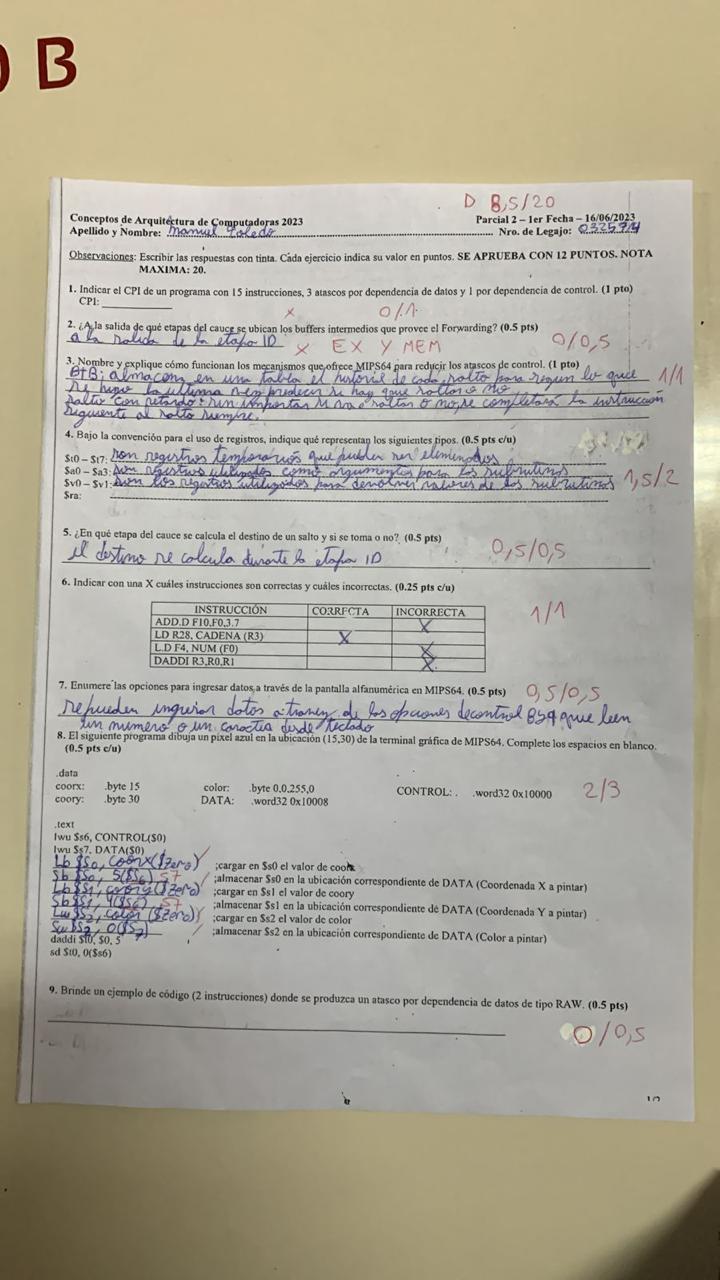 ) B
D 8,5/20
Conceptos de Arquitectura de Computadoras 2023 Parcial 2 – 1er Fecha – 16/06/2023
Apellido y Nombre: Manuel Toledo Nro. de Legajo:
Observaciones: Escribir las respuestas con tinta. Cada ejercicio indica su valor en puntos. SE APRUEBA CON 12 PUNTOS. NOTA
MAXIMA: 20.
1. Indicar el CPI de un programa con 15 instrucciones, 3 atascos por dependencia de datos y 1 por dependencia de control. (1 pto)
CPI:
x 0/1
2. ¿A la salida de qué etapas del cauce se ubican los buffers intermedios que provee el Forwarding? (0.5 pts)
a la salida de la etapa ID x EX Y MEM 0/0,5
3. Nombre y explique cómo funcionan los mecanismos que ofrece MIPS64 para reducir los atascos de control. (1 pto)
BTB: almacena en una tabla el historial de cada salto para segun lo que 1/1
se hizo la ultima vez predecir si hay que saltar o no
salto con retardo: sin importar si va a saltar o no, se completará la instrucción
siguiente al salto siempre.
4. Bajo la convención para el uso de registros, indique qué representan los siguientes tipos. (0.5 pts c/u)
$t0 – $t7: son registros temporarios que pueden ser eliminados
$a0 – $a3: son registros utilizados como argumentos para las subrutinas
$v0 – $v1: son los registros utilizados para devolver valores de las subrutinas 1,5/2
$ra:
5. ¿En qué etapa del cauce se calcula el destino de un salto y si se toma o no? (0.5 pts)
el destino se calcula durante la etapa ID 0,5/0,5
6. Indicar con una X cuáles instrucciones son correctas y cuáles incorrectas. (0.25 pts c/u)
INSTRUCCIÓN CORRECTA INCORRECTA 1/1
ADD.D F10,F0,3.7 X
LD R28, CADENA (R3) X
L.D F4, NUM (F0) X
DADDI R3,R0,R1 X
7. Enumere las opciones para ingresar datos a través de la pantalla alfanumérica en MIPS64. (0.5 pts) 0,5/0,5
se pueden ingresar datos a traves de las opciones de control 8 y 9 que leen
un numero o un caracter desde teclado
8. El siguiente programa dibuja un pixel azul en la ubicación (15,30) de la terminal gráfica de MIPS64. Complete los espacios en blanco.
(0.5 pts c/u)
.data
coorx: .byte 15 color: .byte 0,0,255,0 CONTROL: . .word32 0x10000 2/3
coory: .byte 30 DATA: .word32 0x10008
.text
lwu $s6, CONTROL($0)
lwu $s7, DATA($0)
Lb $s0, coorx($zero) ;cargar en $s0 el valor de coorx
Sb $s0, 5($s6) S7 ;almacenar $s0 en la ubicación correspondiente de DATA (Coordenada X a pintar)
Lb $s1, coory($zero) ;cargar en $s1 el valor de coory
Sb $s1, 4($s6) S7 ;almacenar $s1 en la ubicación correspondiente de DATA (Coordenada Y a pintar)
Lw $s2, color($zero) ;cargar en $s2 el valor de color
Sw $s2, 0($s7) ;almacenar $s2 en la ubicación correspondiente de DATA (Color a pintar)
daddi $t0, $0, 5
sd $t0, 0($s6)
9. Brinde un ejemplo de código (2 instrucciones) donde se produzca un atasco por dependencia de datos de tipo RAW. (0.5 pts)
0/0,5